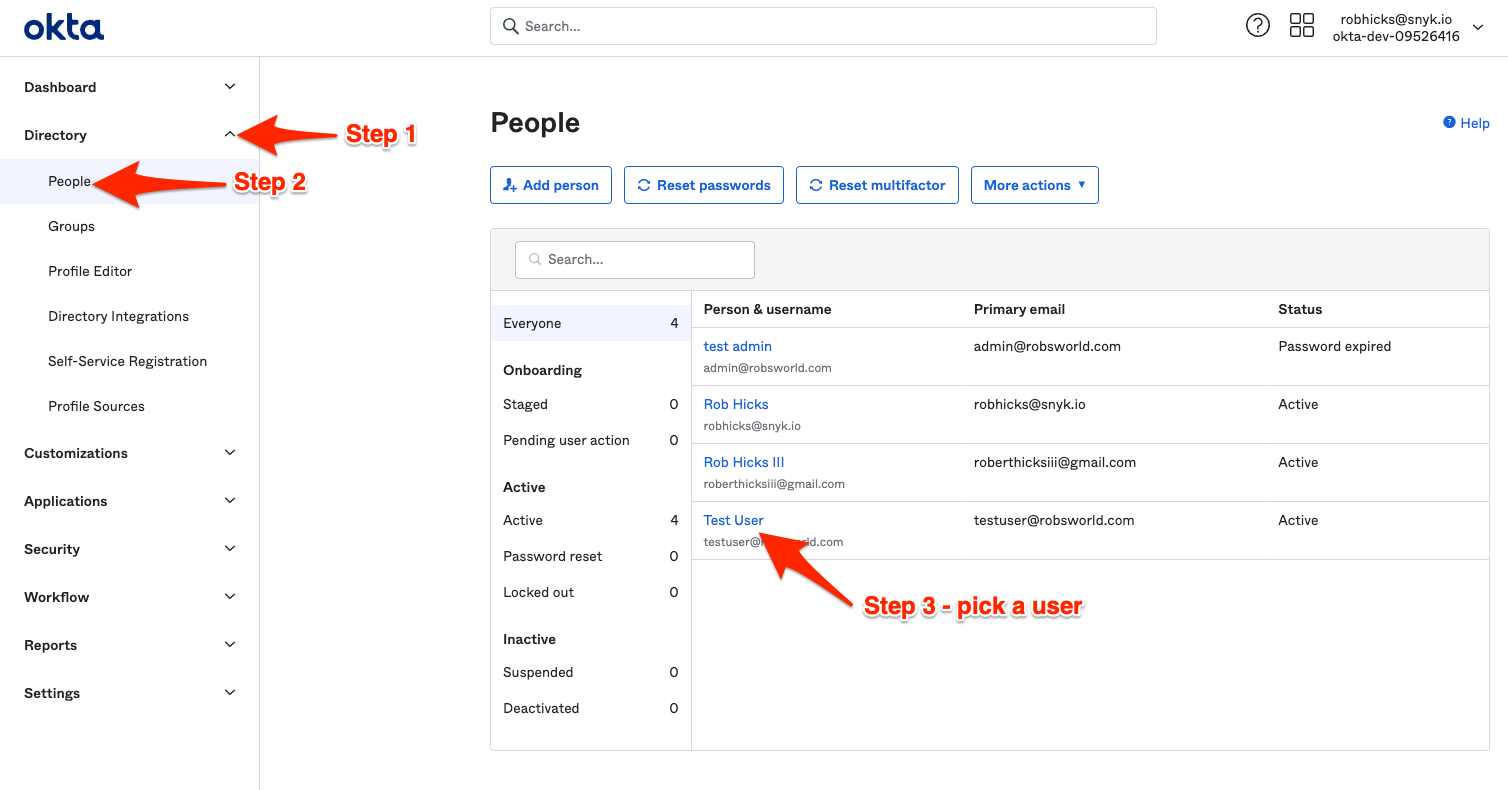 okta
Search...
robhicks@snyk.io
okta-dev-09526416
Dashboard
Directory
Step 1
People
Step 2
Groups
Profile Editor
Directory Integrations
Self-Service Registration
Profile Sources
Customizations
Applications
Security
Workflow
Reports
Settings
People
Help
Add person
Reset passwords
Reset multifactor
More actions
Search...
Everyone 4
Onboarding
Staged 0
Pending user action 0
Active
Active 4
Password reset 0
Locked out 0
Inactive
Suspended 0
Deactivated 0
Person & username Primary email Status
test admin admin@robsworld.com Password expired
admin@robsworld.com
Rob Hicks robhicks@snyk.io Active
robhicks@snyk.io
Rob Hicks III roberthicksiii@gmail.com Active
roberthicksiii@gmail.com
Test User testuser@robsworld.com Active
Step 3 - pick a user